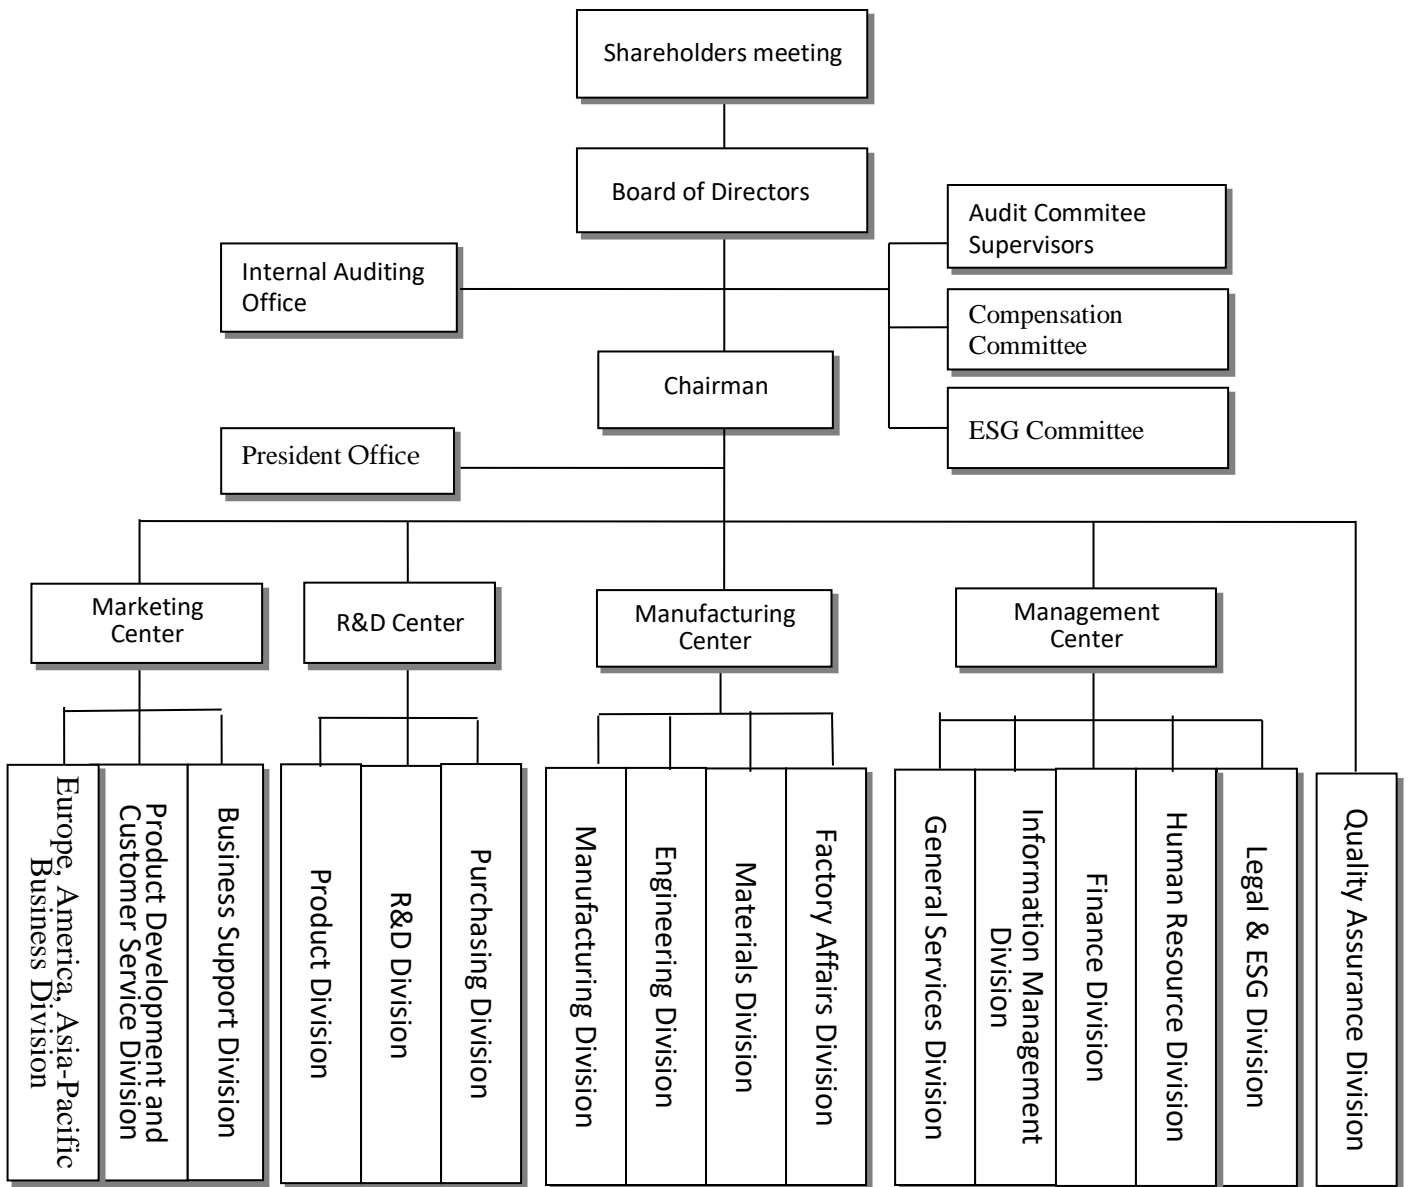 Shareholders meeting
Board of Directors
Audit Commitee
Supervisors
Internal Auditing
Office
Compensation
Committee
Chairman
ESG Committee
President Office
Marketing
Center
R&D Center
Manufacturing
Center
Management
Center
Europe, America, Asia-Pacific
Business Division
Product Development and
Customer Service Division
Business Support Division
Product Division
R&D Division
Purchasing Division
Manufacturing Division
Engineering Division
Materials Division
Factory Affairs Division
General Services Division
Information Management
Division
Finance Division
Human Resource Division
Legal & ESG Division
Quality Assurance Division